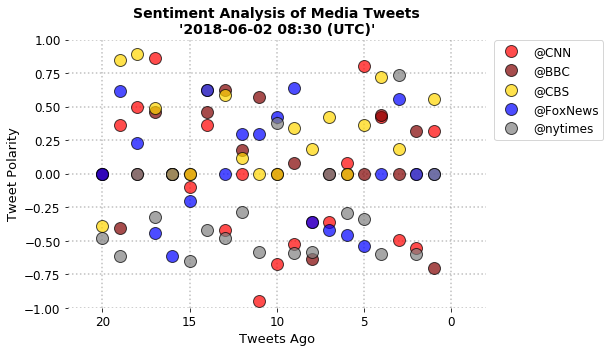 Sentiment Analysis of Media Tweets
'2018-06-02 08:30 (UTC)'
1.00
0.75
0.50
0.25
0.00
−0.25
−0.50
−0.75
−1.00
Tweet Polarity
20 15 10 5 0
Tweets Ago
@CNN
@BBC
@CBS
@FoxNews
@nytimes